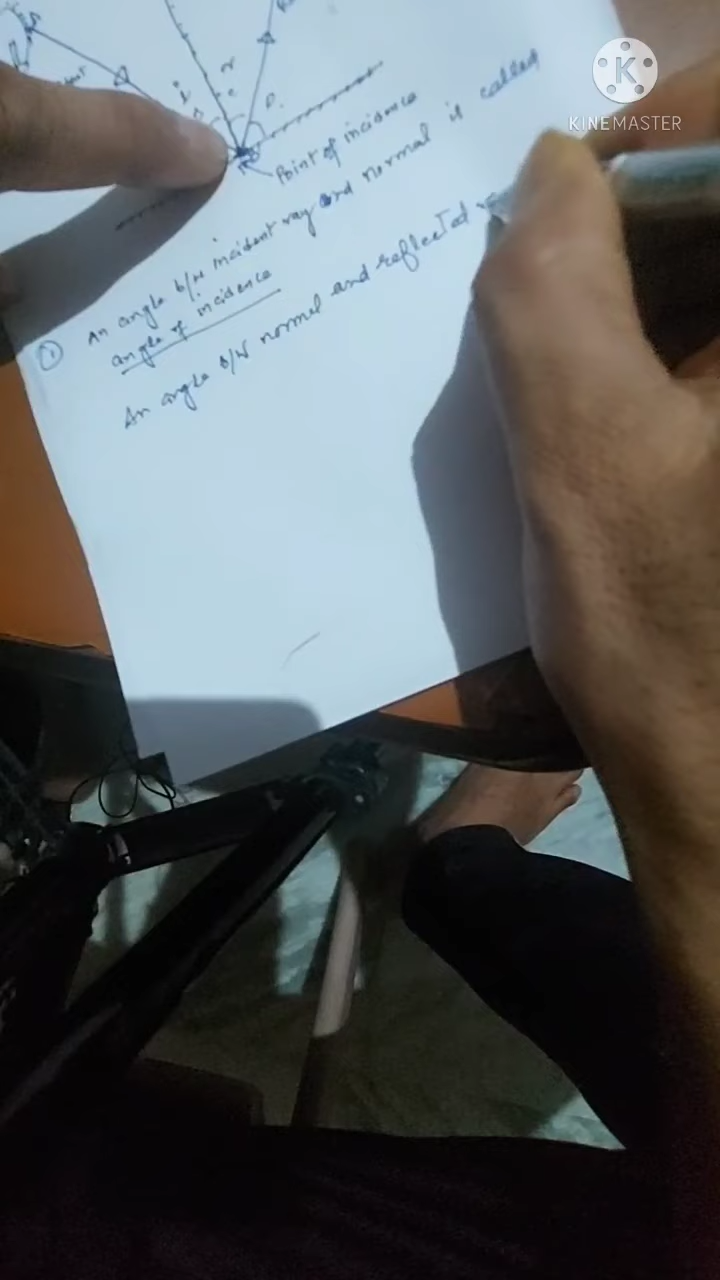 KINEMASTER
i
r
Point of incidence
① An angle b/w incident ray and normal is called
angle of incidence
An angle b/w normal and reflected